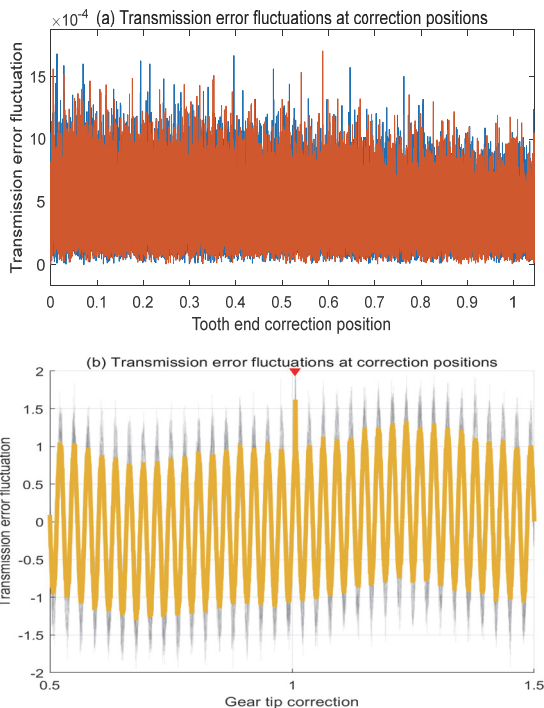 ×10⁻⁴ (a) Transmission error fluctuations at correction positions
Transmission error fluctuation
15
10
5
0
0 0.1 0.2 0.3 0.4 0.5 0.6 0.7 0.8 0.9 1
Tooth end correction position
(b) Transmission error fluctuations at correction positions
Transmission error fluctuation
2
1.5
1
0.5
0
-0.5
-1
-1.5
-2
0.5 1 1.5
Gear tip correction